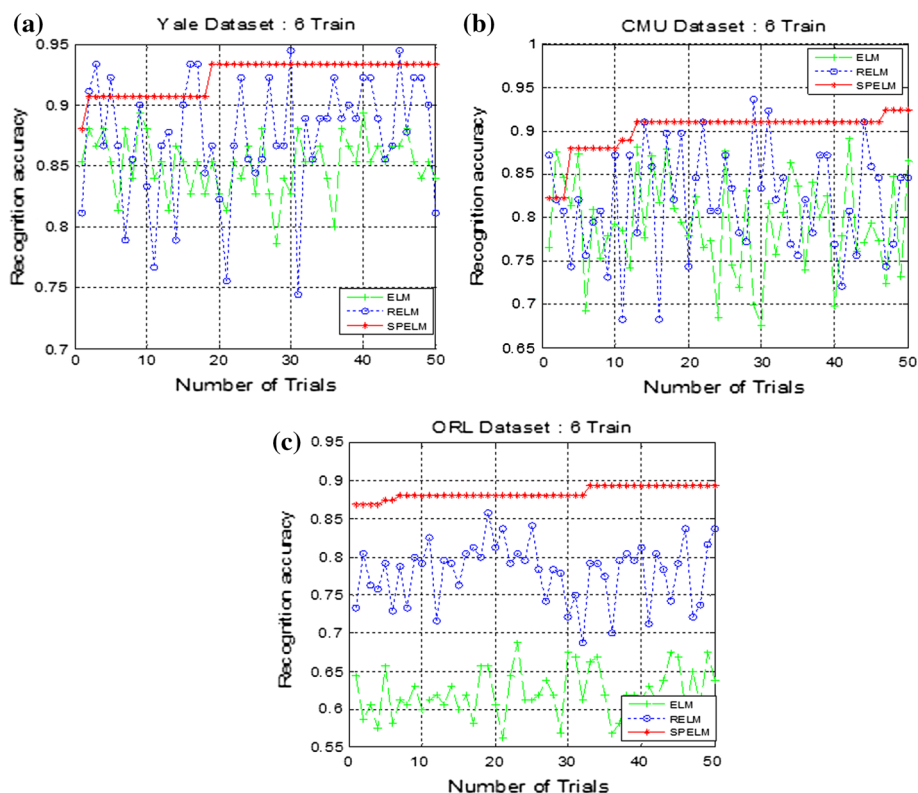 (a)
Yale Dataset : 6 Train
0.95
0.9
0.85
0.8
0.75
0.7
Recognition accuracy
0 10 20 30 40 50
Number of Trials
ELM
RELM
SPELM
(b)
CMU Dataset : 6 Train
1
0.95
0.9
0.85
0.8
0.75
0.7
0.65
Recognition accuracy
0 10 20 30 40 50
Number of Trials
ELM
RELM
SPELM
(c)
ORL Dataset : 6 Train
0.95
0.9
0.85
0.8
0.75
0.7
0.65
0.6
0.55
Recognition accuracy
0 10 20 30 40 50
Number of Trials
ELM
RELM
SPELM